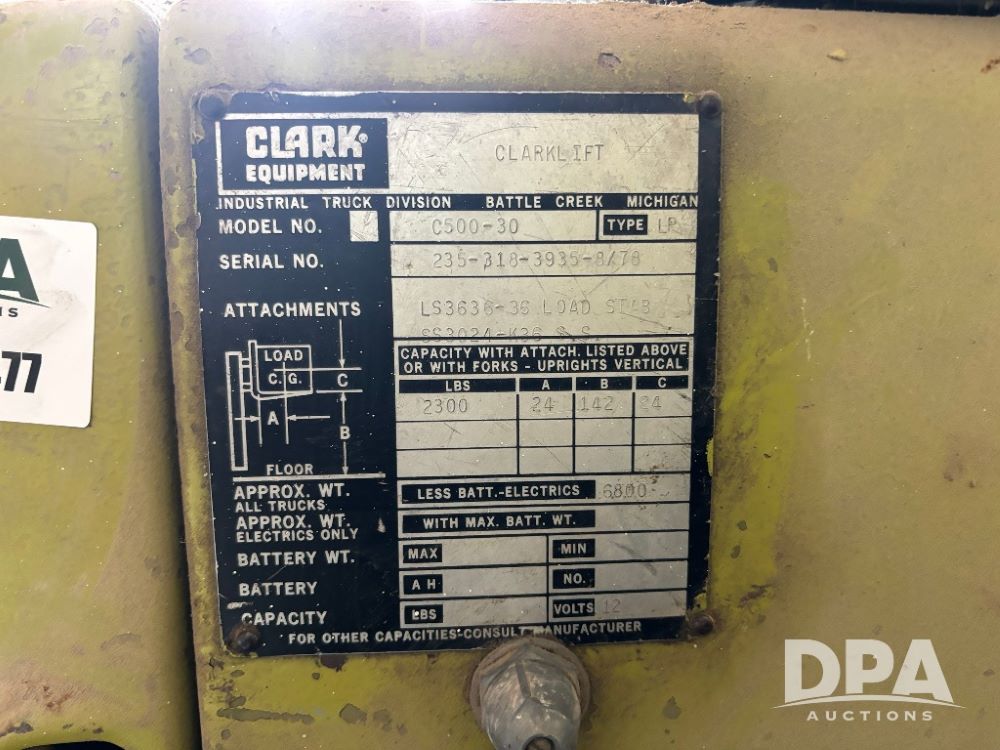 CLARK®
EQUIPMENT
CLARKLIFT
INDUSTRIAL TRUCK DIVISION BATTLE CREEK MICHIGAN
MODEL NO. C500-30 TYPE LP
SERIAL NO. 235-318-3935-8/78
ATTACHMENTS LS3636-36 LOAD STAB
SS3024-K36 S.S.
CAPACITY WITH ATTACH. LISTED ABOVE
OR WITH FORKS - UPRIGHTS VERTICAL
LOAD
C. G.
C
A
B
FLOOR
LBS A B C
2300 24 142 24
APPROX. WT. LESS BATT.-ELECTRICS 6800
ALL TRUCKS
APPROX. WT. WITH MAX. BATT. WT.
ELECTRICS ONLY
BATTERY WT. MAX MIN
BATTERY A H NO.
CAPACITY LBS VOLTS 12
FOR OTHER CAPACITIES-CONSULT MANUFACTURER
DPA
AUCTIONS